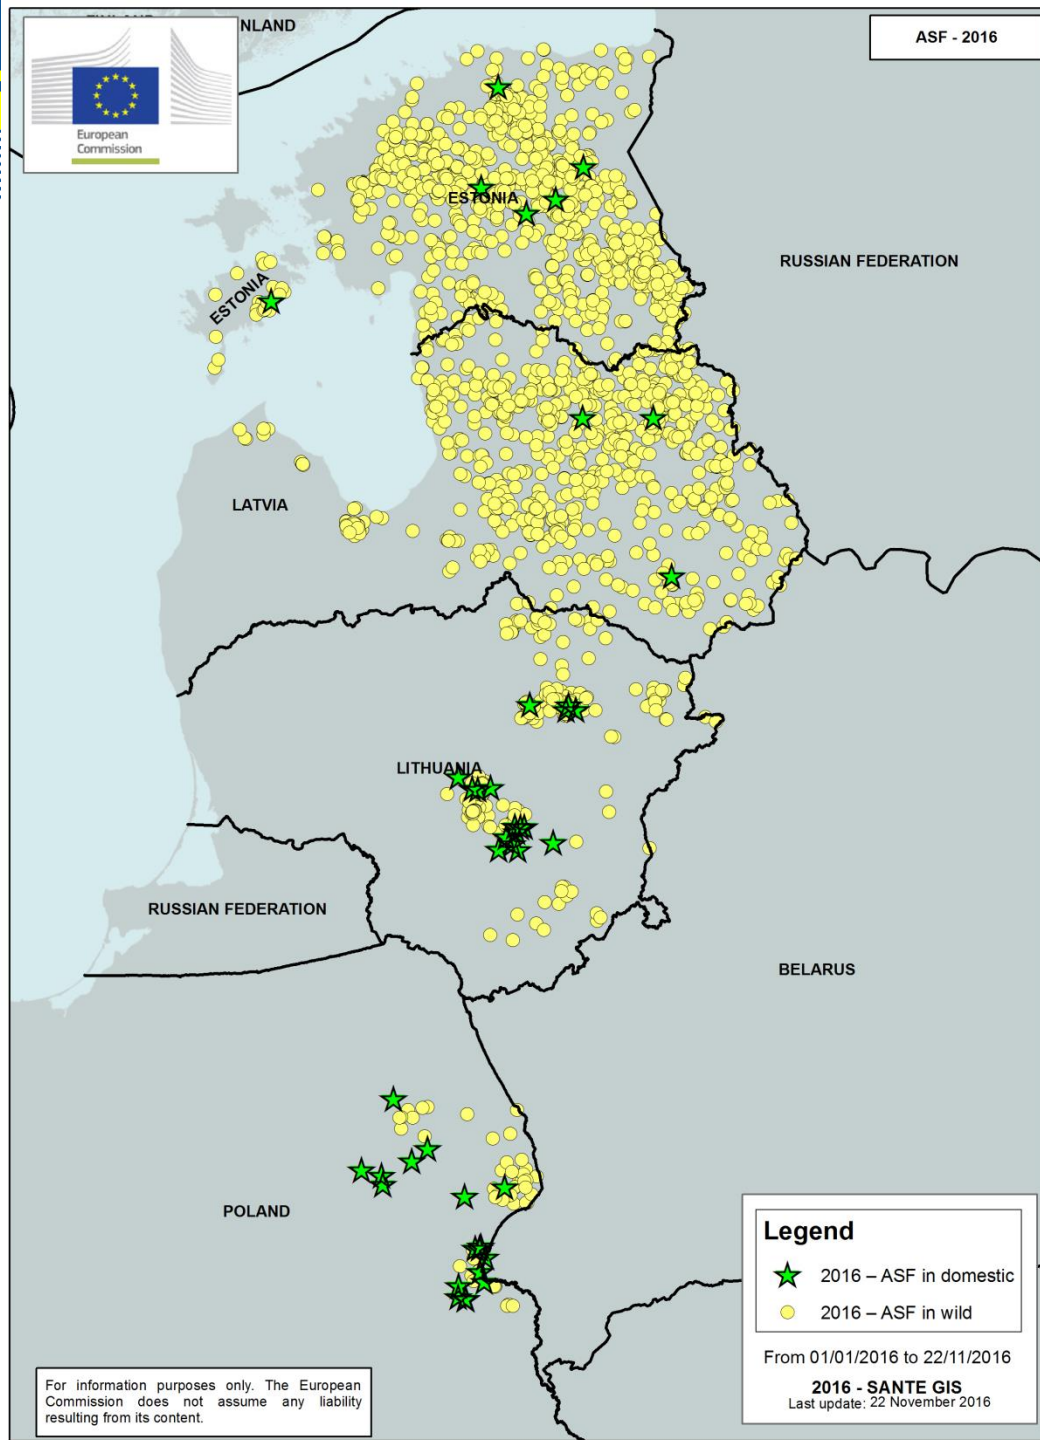 NLAND
ASF - 2016
European
Commission
ESTONIA
RUSSIAN FEDERATION
ESTONIA
LATVIA
LITHUANIA
RUSSIAN FEDERATION
BELARUS
POLAND
Legend
2016 – ASF in domestic
2016 – ASF in wild
From 01/01/2016 to 22/11/2016
2016 - SANTE GIS
Last update: 22 November 2016
For information purposes only. The European
Commission does not assume any liability
resulting from its content.